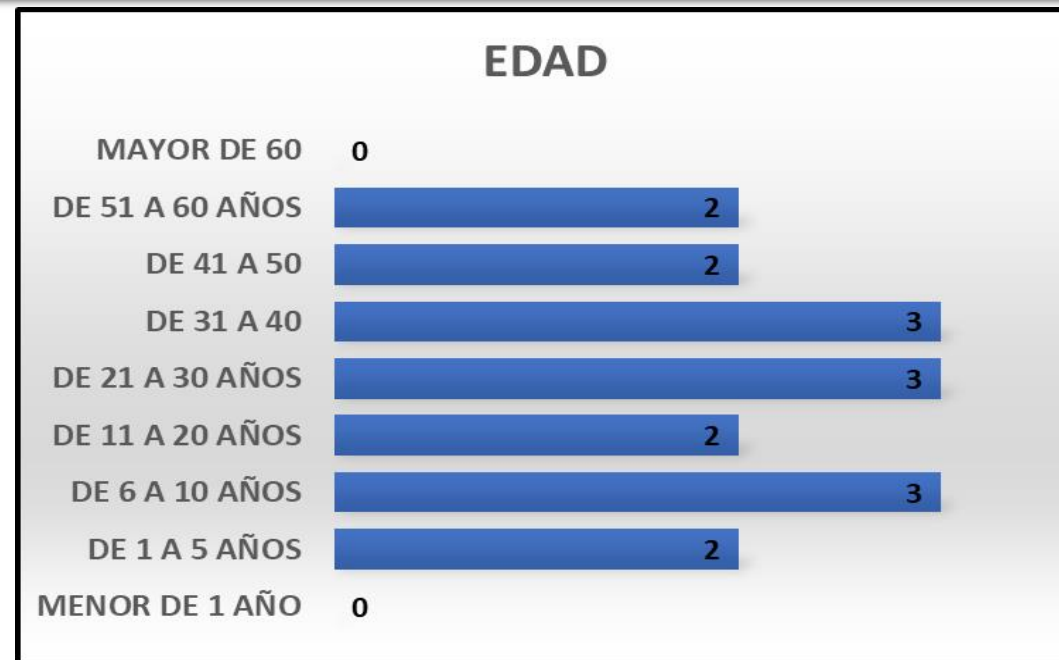 EDAD
MAYOR DE 60 0
DE 51 A 60 AÑOS 2
DE 41 A 50 2
DE 31 A 40 3
DE 21 A 30 AÑOS 3
DE 11 A 20 AÑOS 2
DE 6 A 10 AÑOS 3
DE 1 A 5 AÑOS 2
MENOR DE 1 AÑO 0